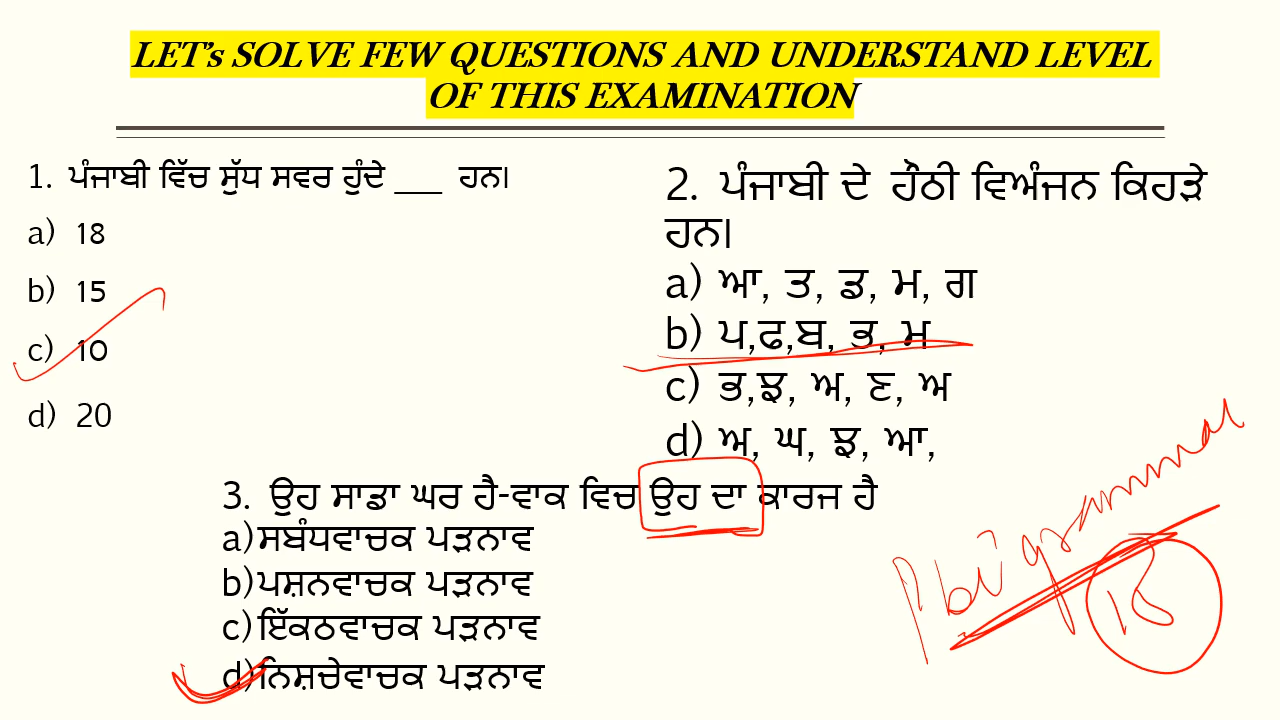 LET's SOLVE FEW QUESTIONS AND UNDERSTAND LEVEL
OF THIS EXAMINATION
1. ਪੰਜਾਬੀ ਵਿੱਚ ਸੁੱਧ ਸਵਰ ਹੁੰਦੇ ___ ਹਨ।
a) 18
b) 15
c) 10
d) 20
2. ਪੰਜਾਬੀ ਦੇ ਹੌਠੀ ਵਿਅੰਜਨ ਕਿਹੜੇ
ਹਨ।
a) ਆ, ਤ, ਡ, ਮ, ਗ
b) ਪ,ਫ,ਬ, ਭ, ਮ
c) ਭ,ਝ, ਅ, ਣ, ਅ
d) ਅ, ਘ, ਝ, ਆ,
3. ਉਹ ਸਾਡਾ ਘਰ ਹੈ-ਵਾਕ ਵਿਚ ਉਹ ਦਾ ਕਾਰਜ ਹੈ
a)ਸਬੰਧਵਾਚਕ ਪੜਨਾਵ
b)ਪਸ਼ਨਵਾਚਕ ਪੜਨਾਵ
c)ਇੱਕਠਵਾਚਕ ਪੜਨਾਵ
d)ਨਿਸ਼ਚੇਵਾਚਕ ਪੜਨਾਵ
Pbi grammar